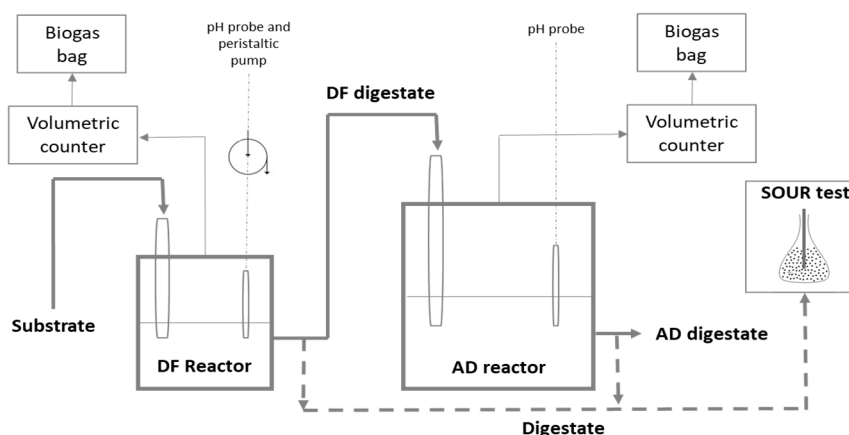 Biogas
bag
Volumetric
counter
pH probe and
peristaltic
pump
DF digestate
pH probe
Biogas
bag
Volumetric
counter
SOUR test
Substrate
DF Reactor
AD reactor
AD digestate
Digestate